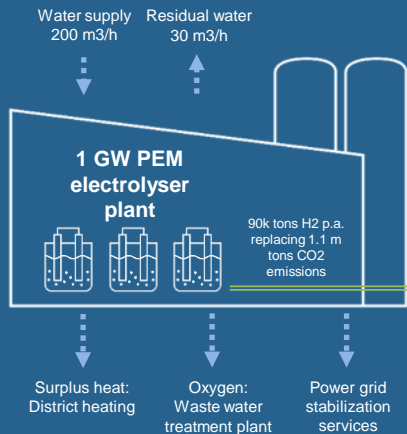 Water supply
200 m3/h
Residual water
30 m3/h
1 GW PEM
electrolyser
plant
90k tons H2 p.a.
replacing 1.1 m
tons CO2
emissions
Surplus heat:
District heating
Oxygen:
Waste water
treatment plant
Power grid
stabilization
services